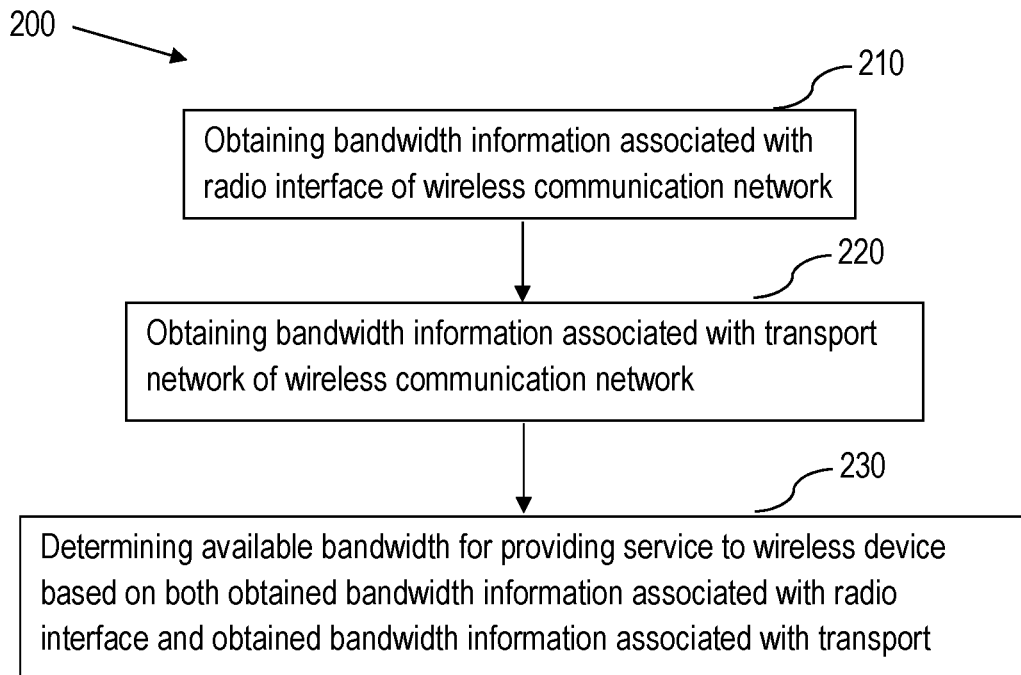 200
210
Obtaining bandwidth information associated with
radio interface of wireless communication network
220
Obtaining bandwidth information associated with transport
network of wireless communication network
230
Determining available bandwidth for providing service to wireless device
based on both obtained bandwidth information associated with radio
interface and obtained bandwidth information associated with transport